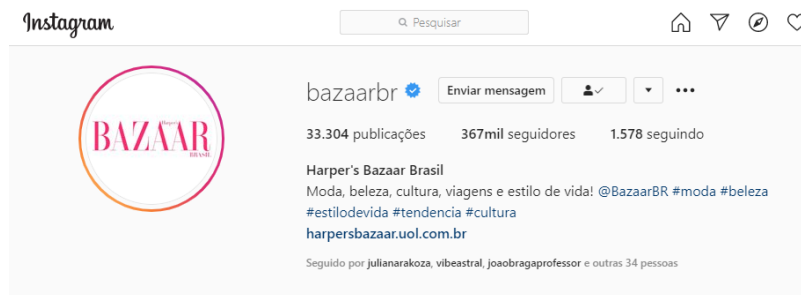 Instagram
Pesquisar
Harper's
BAZAAR
BRASIL
bazaarbr Enviar mensagem
33.304 publicações 367mil seguidores 1.578 seguindo
Harper's Bazaar Brasil
Moda, beleza, cultura, viagens e estilo de vida! @BazaarBR #moda #beleza
#estilodevida #tendencia #cultura
harpersbazaar.uol.com.br
Seguido por julianarakoza, vibeastral, joaobragaprofessor e outras 34 pessoas